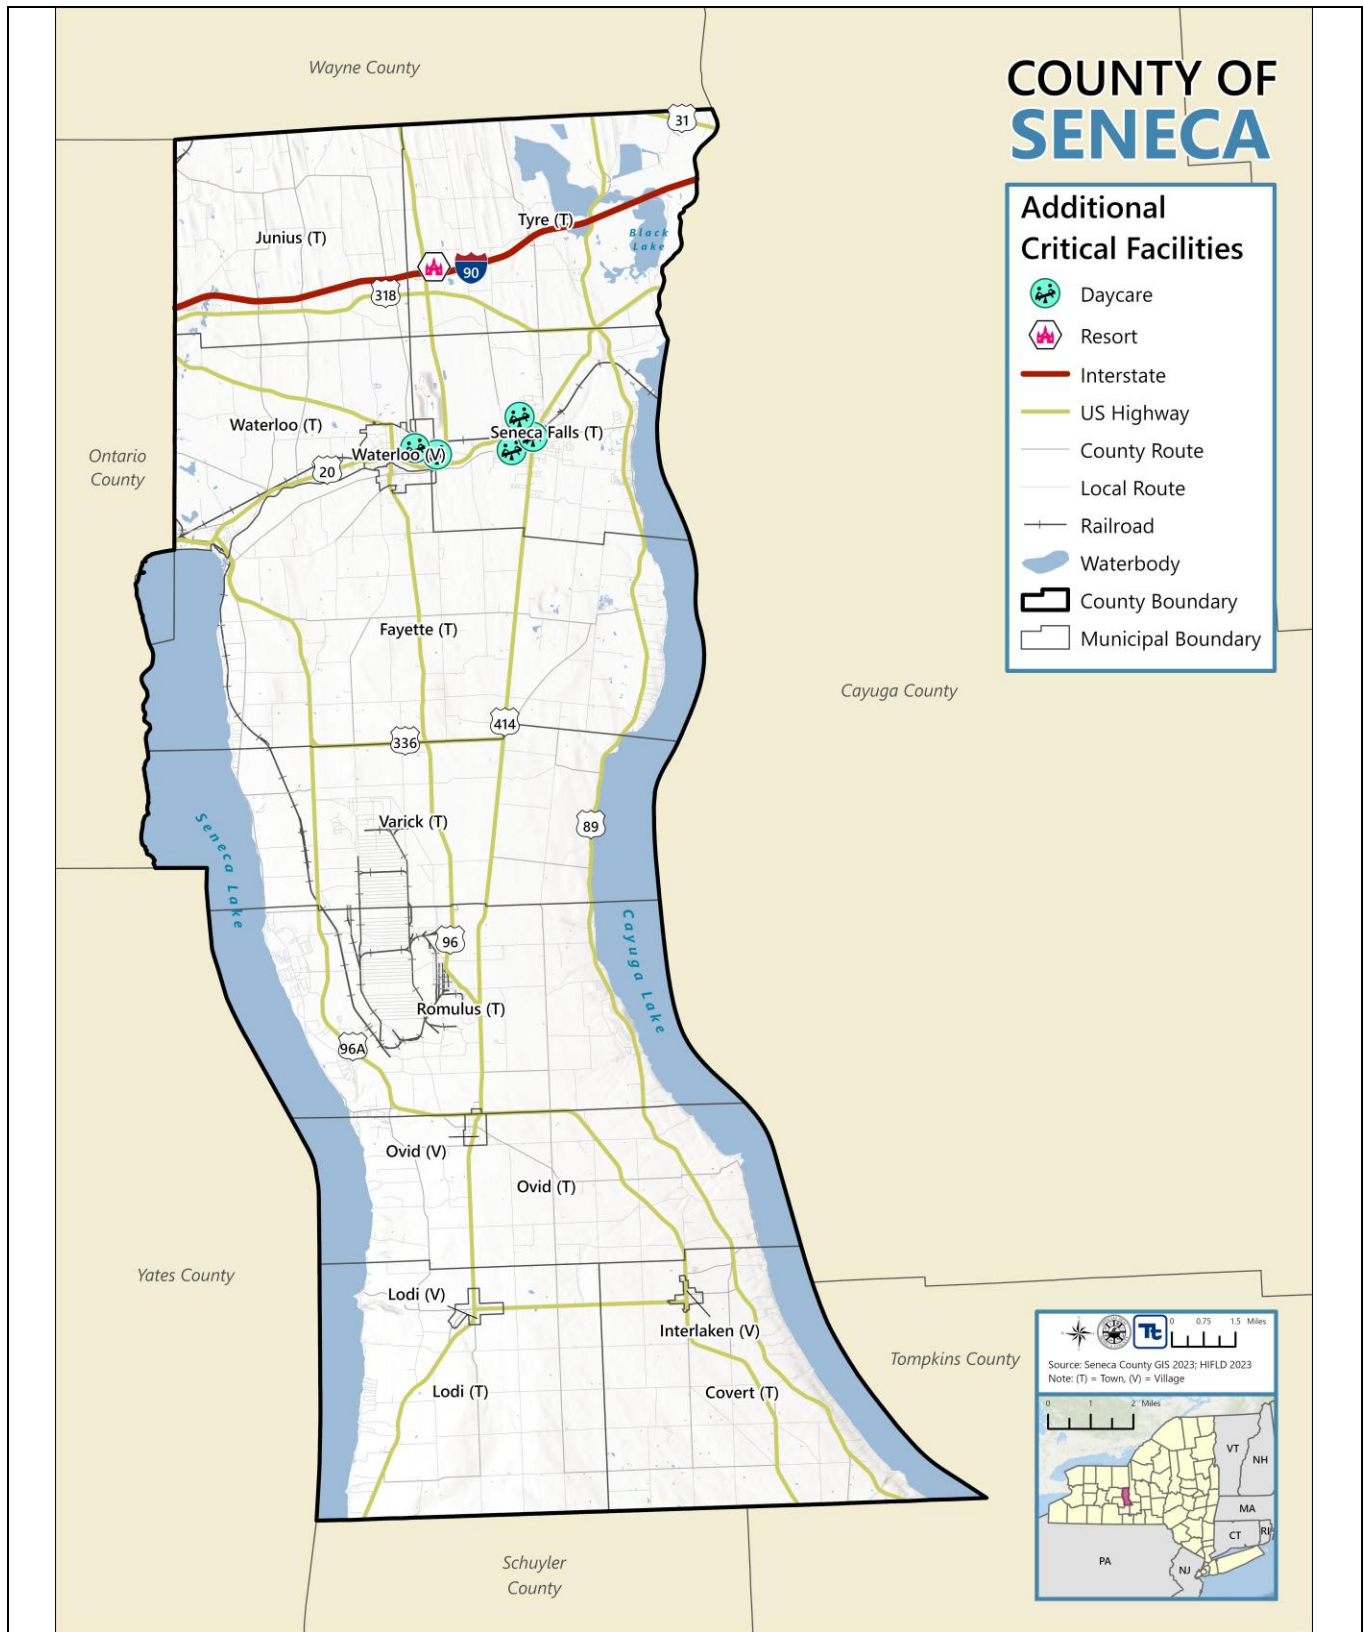 Wayne County
COUNTY OF
SENECA
31
Additional
Critical Facilities
Daycare
Resort
Interstate
US Highway
County Route
Local Route
Railroad
Waterbody
County Boundary
Municipal Boundary
Tyre (T)
Junius (T)
Black
Lake
90
318
Waterloo (T)
Seneca Falls (T)
Waterloo (V)
20
Ontario
County
Fayette (T)
Cayuga County
414
336
Varick (T)
89
Seneca Lake
Cayuga Lake
96
Romulus (T)
96A
Ovid (V)
Ovid (T)
Yates County
Lodi (V)
Interlaken (V)
Tompkins County
Lodi (T)
Covert (T)
Schuyler
County
Tt
0 0.75 1.5 Miles
Source: Seneca County GIS 2023; HIFLD 2023
Note: (T) = Town, (V) = Village
0 1 2 Miles
VT
NH
MA
CT
RI
PA
NJ